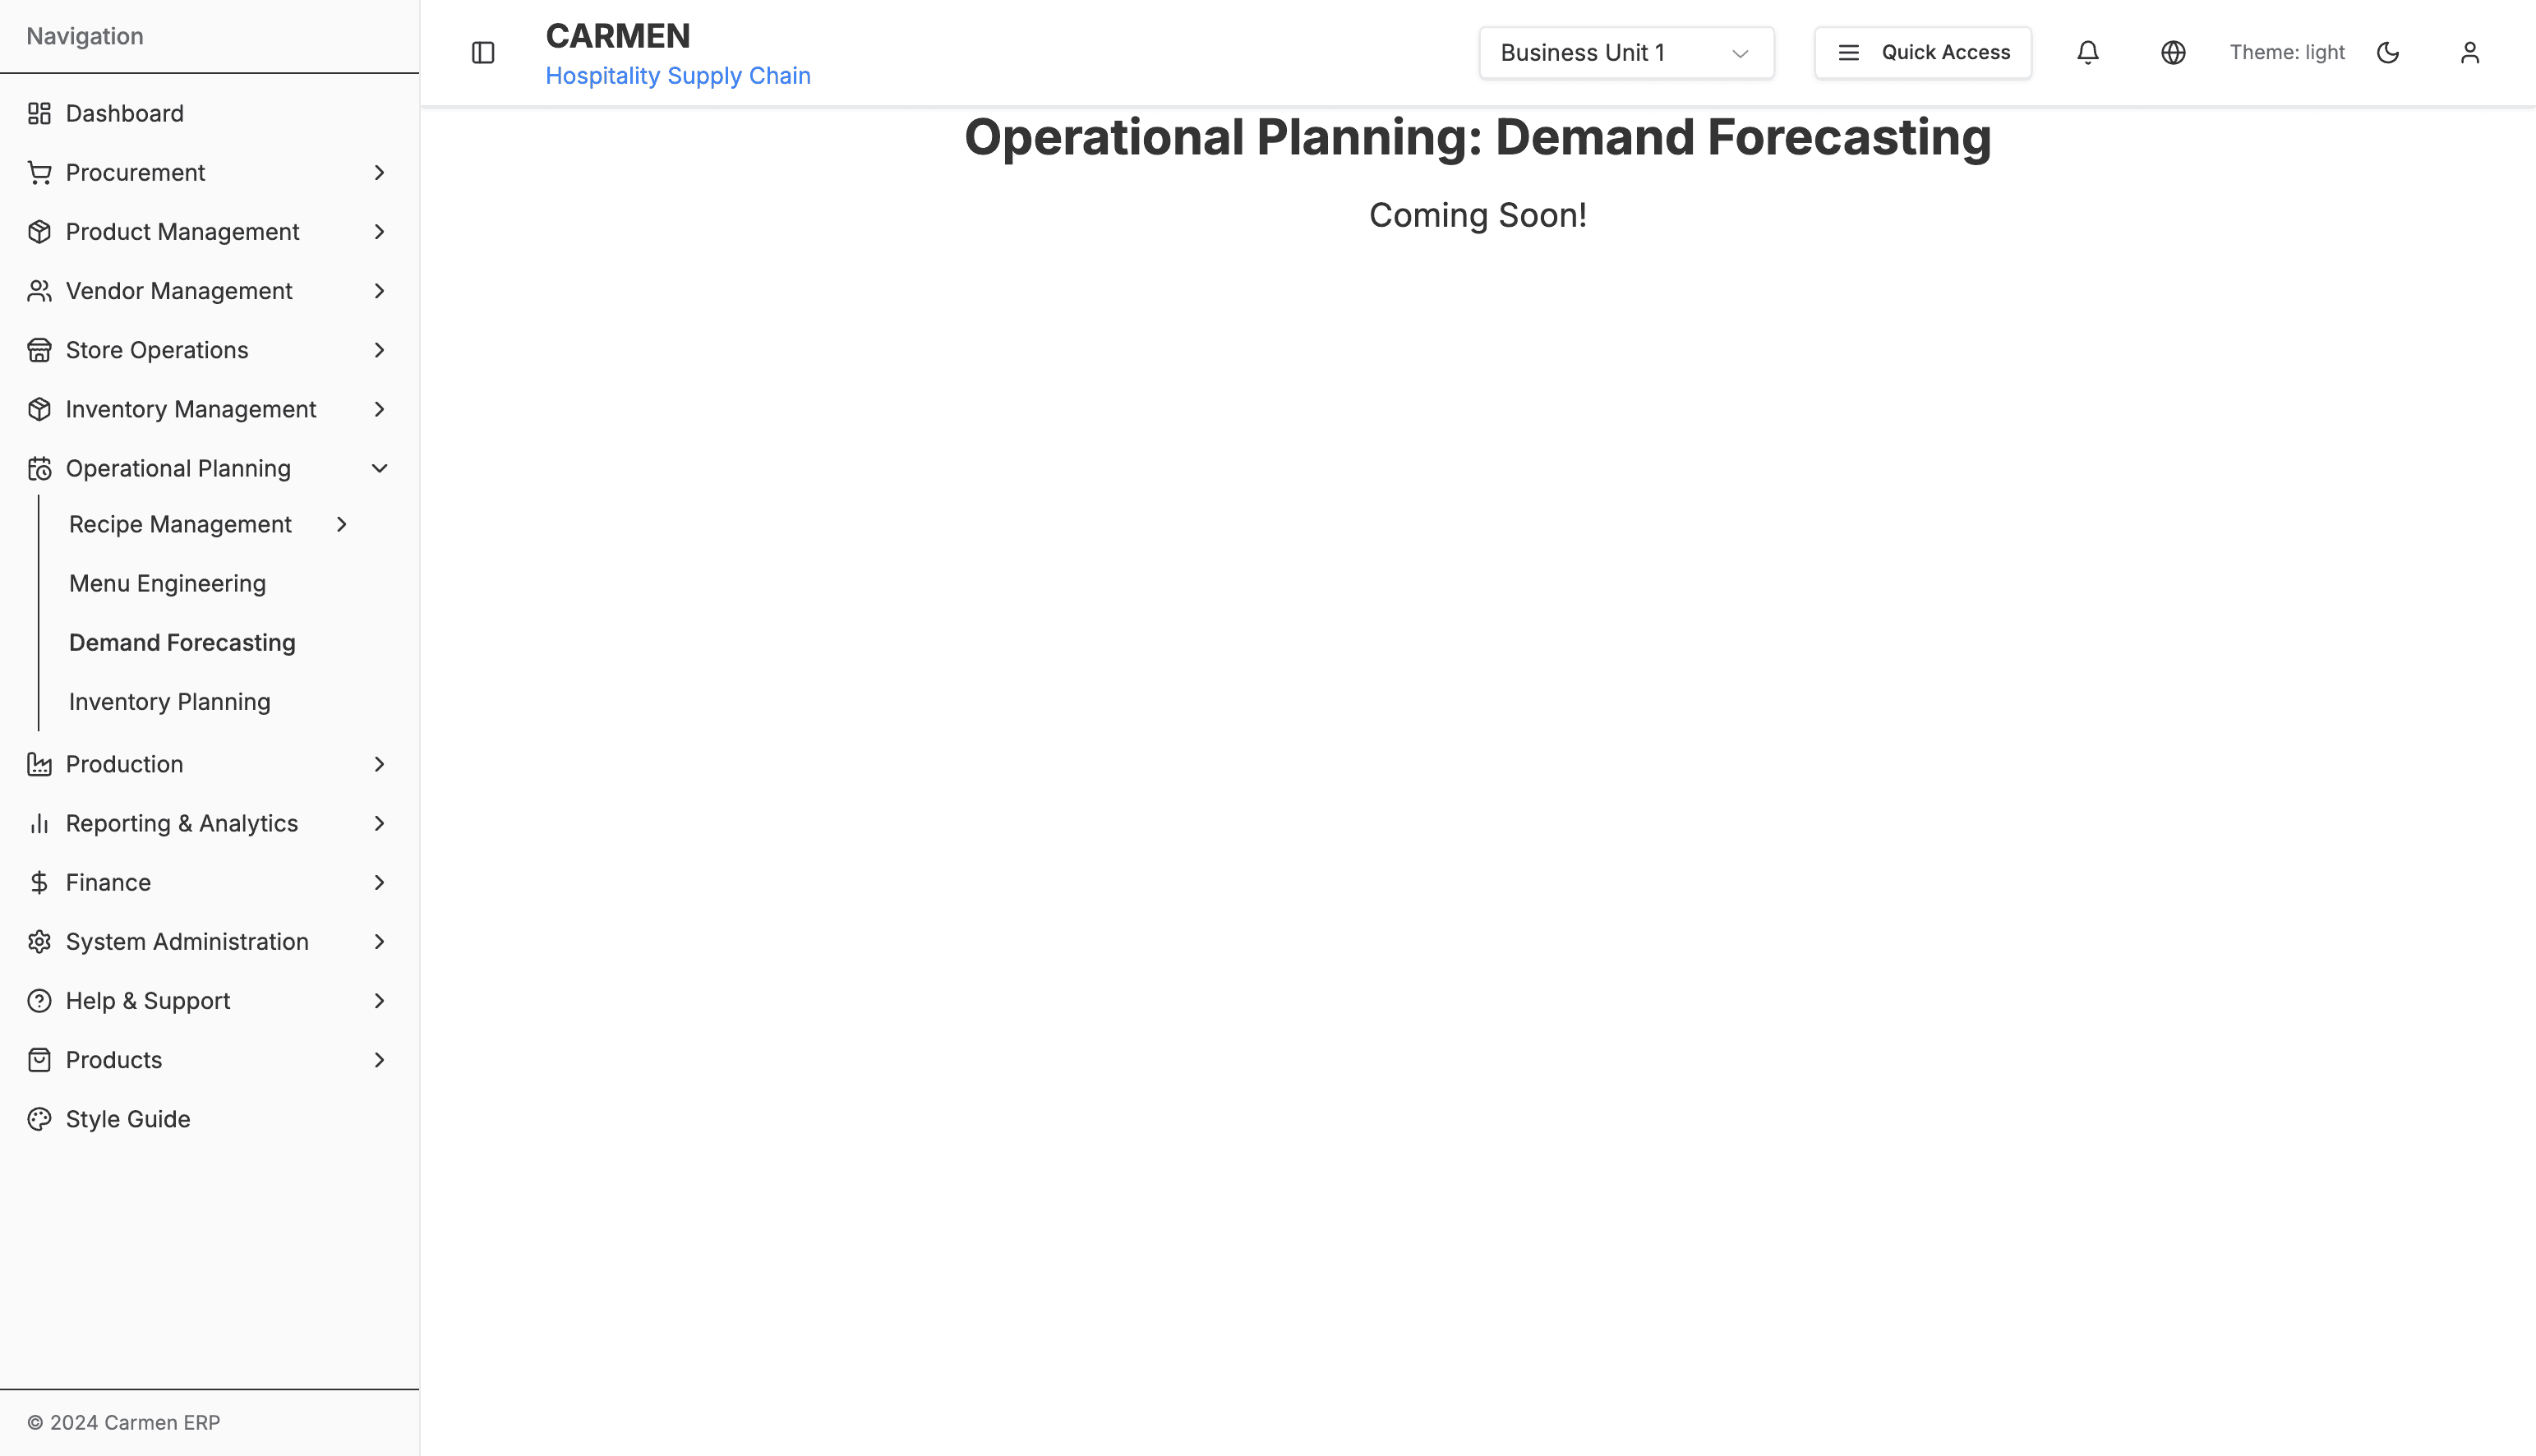 Navigation
Dashboard
Procurement
Product Management
Vendor Management
Store Operations
Inventory Management
Operational Planning
Recipe Management
Menu Engineering
Demand Forecasting
Inventory Planning
Production
Reporting & Analytics
Finance
System Administration
Help & Support
Products
Style Guide
© 2024 Carmen ERP
CARMEN
Hospitality Supply Chain
Business Unit 1
Quick Access
Theme: light
Operational Planning: Demand Forecasting
Coming Soon!